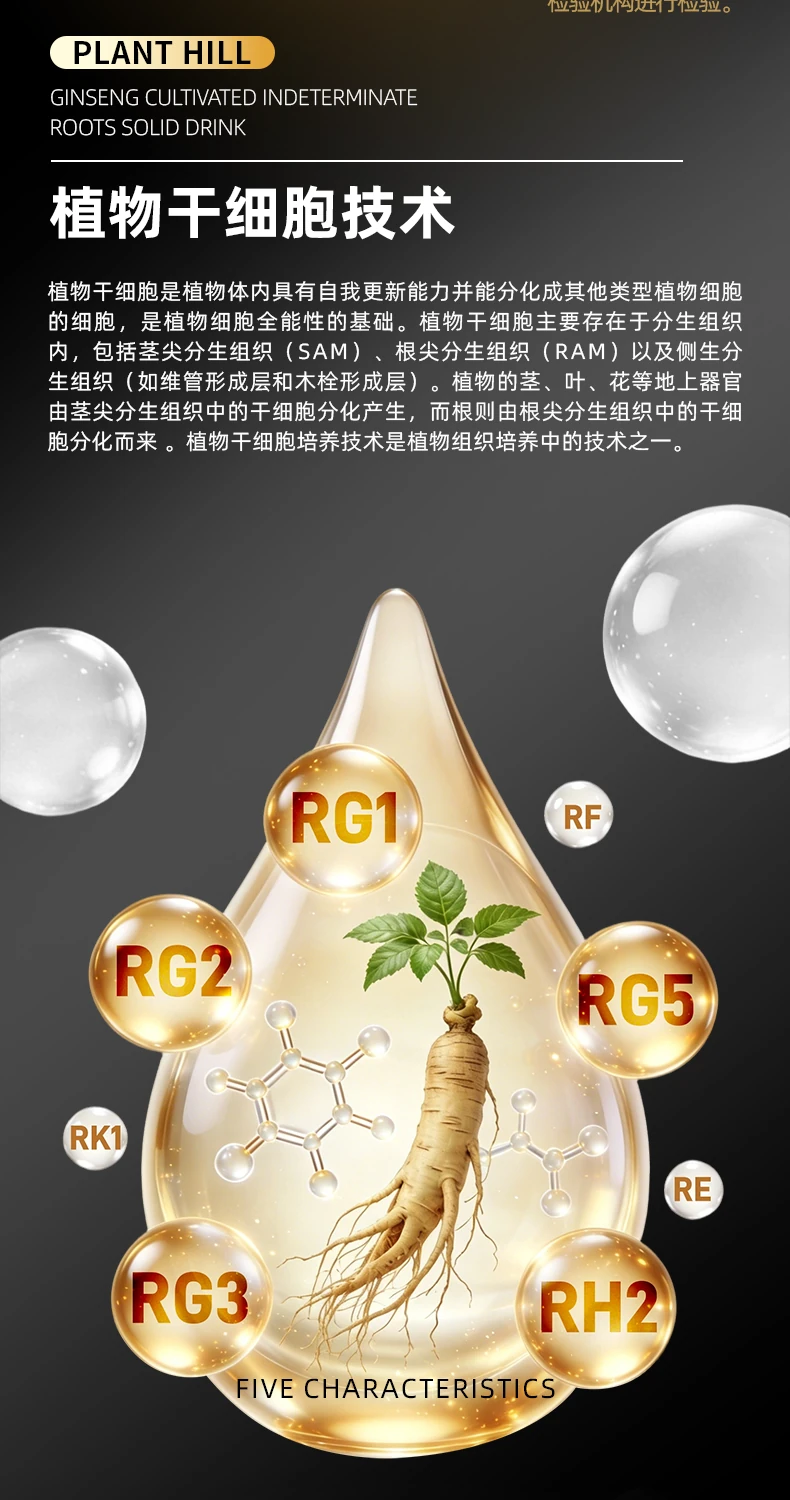 检验机构进行检验。
PLANT HILL
GINSENG CULTIVATED INDETERMINATE
ROOTS SOLID DRINK
植物干细胞技术
植物干细胞是植物体内具有自我更新能力并能分化成其他类型植物细胞
的细胞，是植物细胞全能性的基础。植物干细胞主要存在于分生组织
内，包括茎尖分生组织（SAM）、根尖分生组织（RAM）以及侧生分
生组织（如维管形成层和木栓形成层）。植物的茎、叶、花等地上器官
由茎尖分生组织中的干细胞分化产生，而根则由根尖分生组织中的干细
胞分化而来 。植物干细胞培养技术是植物组织培养中的技术之一。
RG1
RF
RG2
RG5
RK1
RE
RG3
RH2
FIVE CHARACTERISTICS